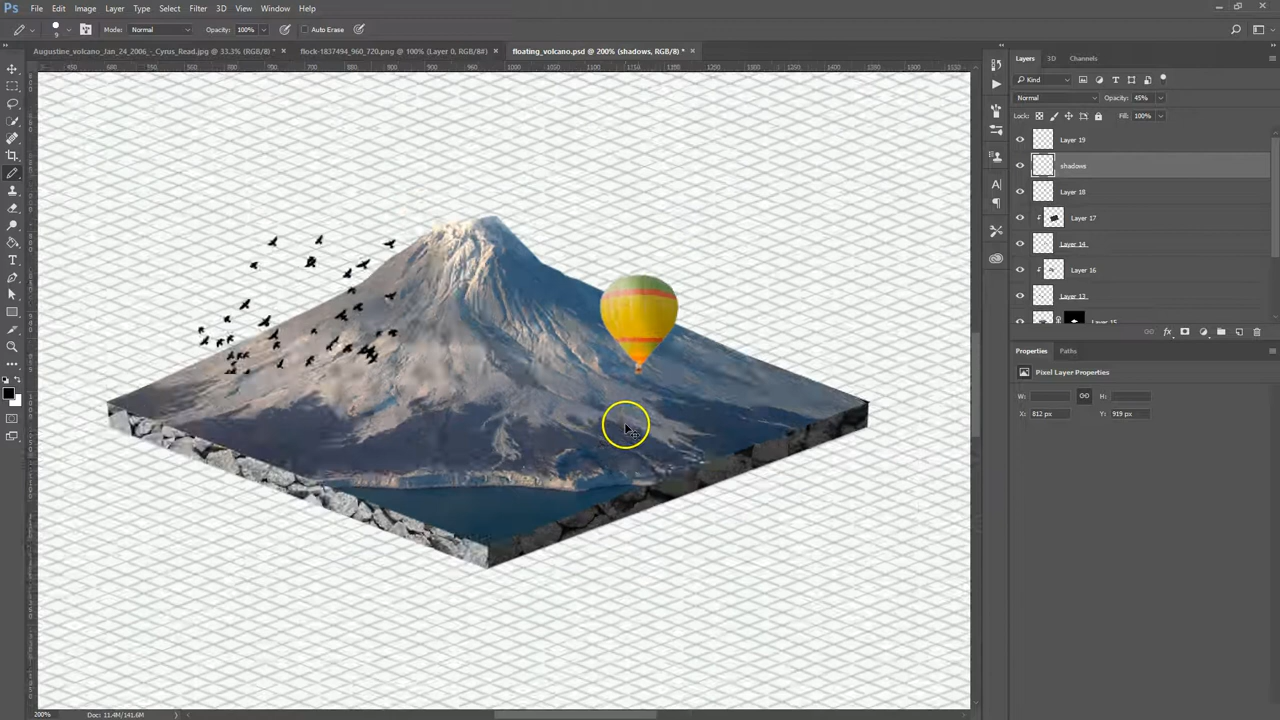 Ps File Edit Image Layer Type Select Filter 3D View Window Help
9 Mode: Normal Opacity: 100% Auto Erase
Augustine_volcano_Jan_24_2006_-_Cyrus_Read.jpg @ 33.3% (RGB/8) * × flock-1837494_960_720.png @ 100% (Layer 0, RGB/8#) × floating_volcano.psd @ 200% (shadows, RGB/8) * ×
Layers 3D Channels
Kind
Normal Opacity: 45%
Lock: Fill: 100%
Layer 19
shadows
Layer 18
Layer 17
Layer 14
Layer 16
Layer 13
Layer 15
fx
Properties Paths
Pixel Layer Properties
W: H:
X: 812 px Y: 919 px
200% Doc: 11.4M/141.6M